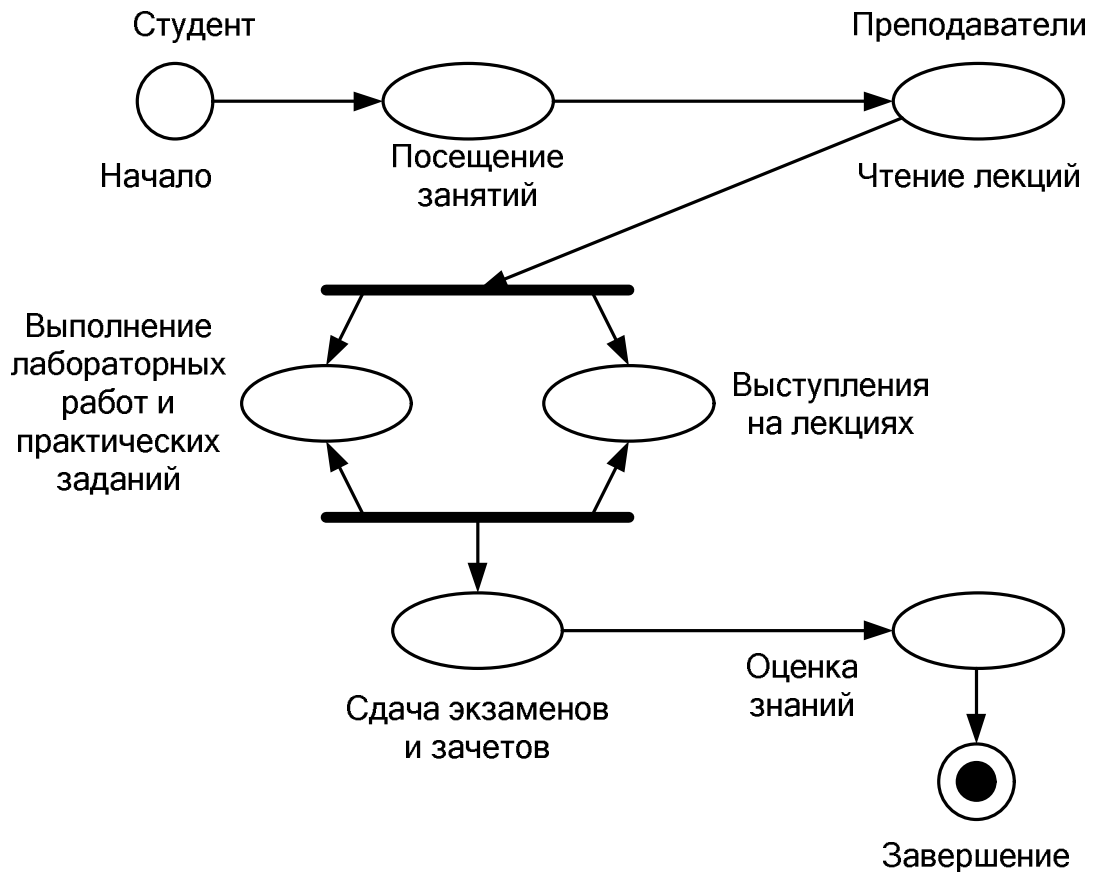 Студент
Преподаватели
Начало
Посещение
занятий
Чтение лекций
Выполнение
лабораторных
работ и
практических
заданий
Выступления
на лекциях
Сдача экзаменов
и зачетов
Оценка
знаний
Завершение